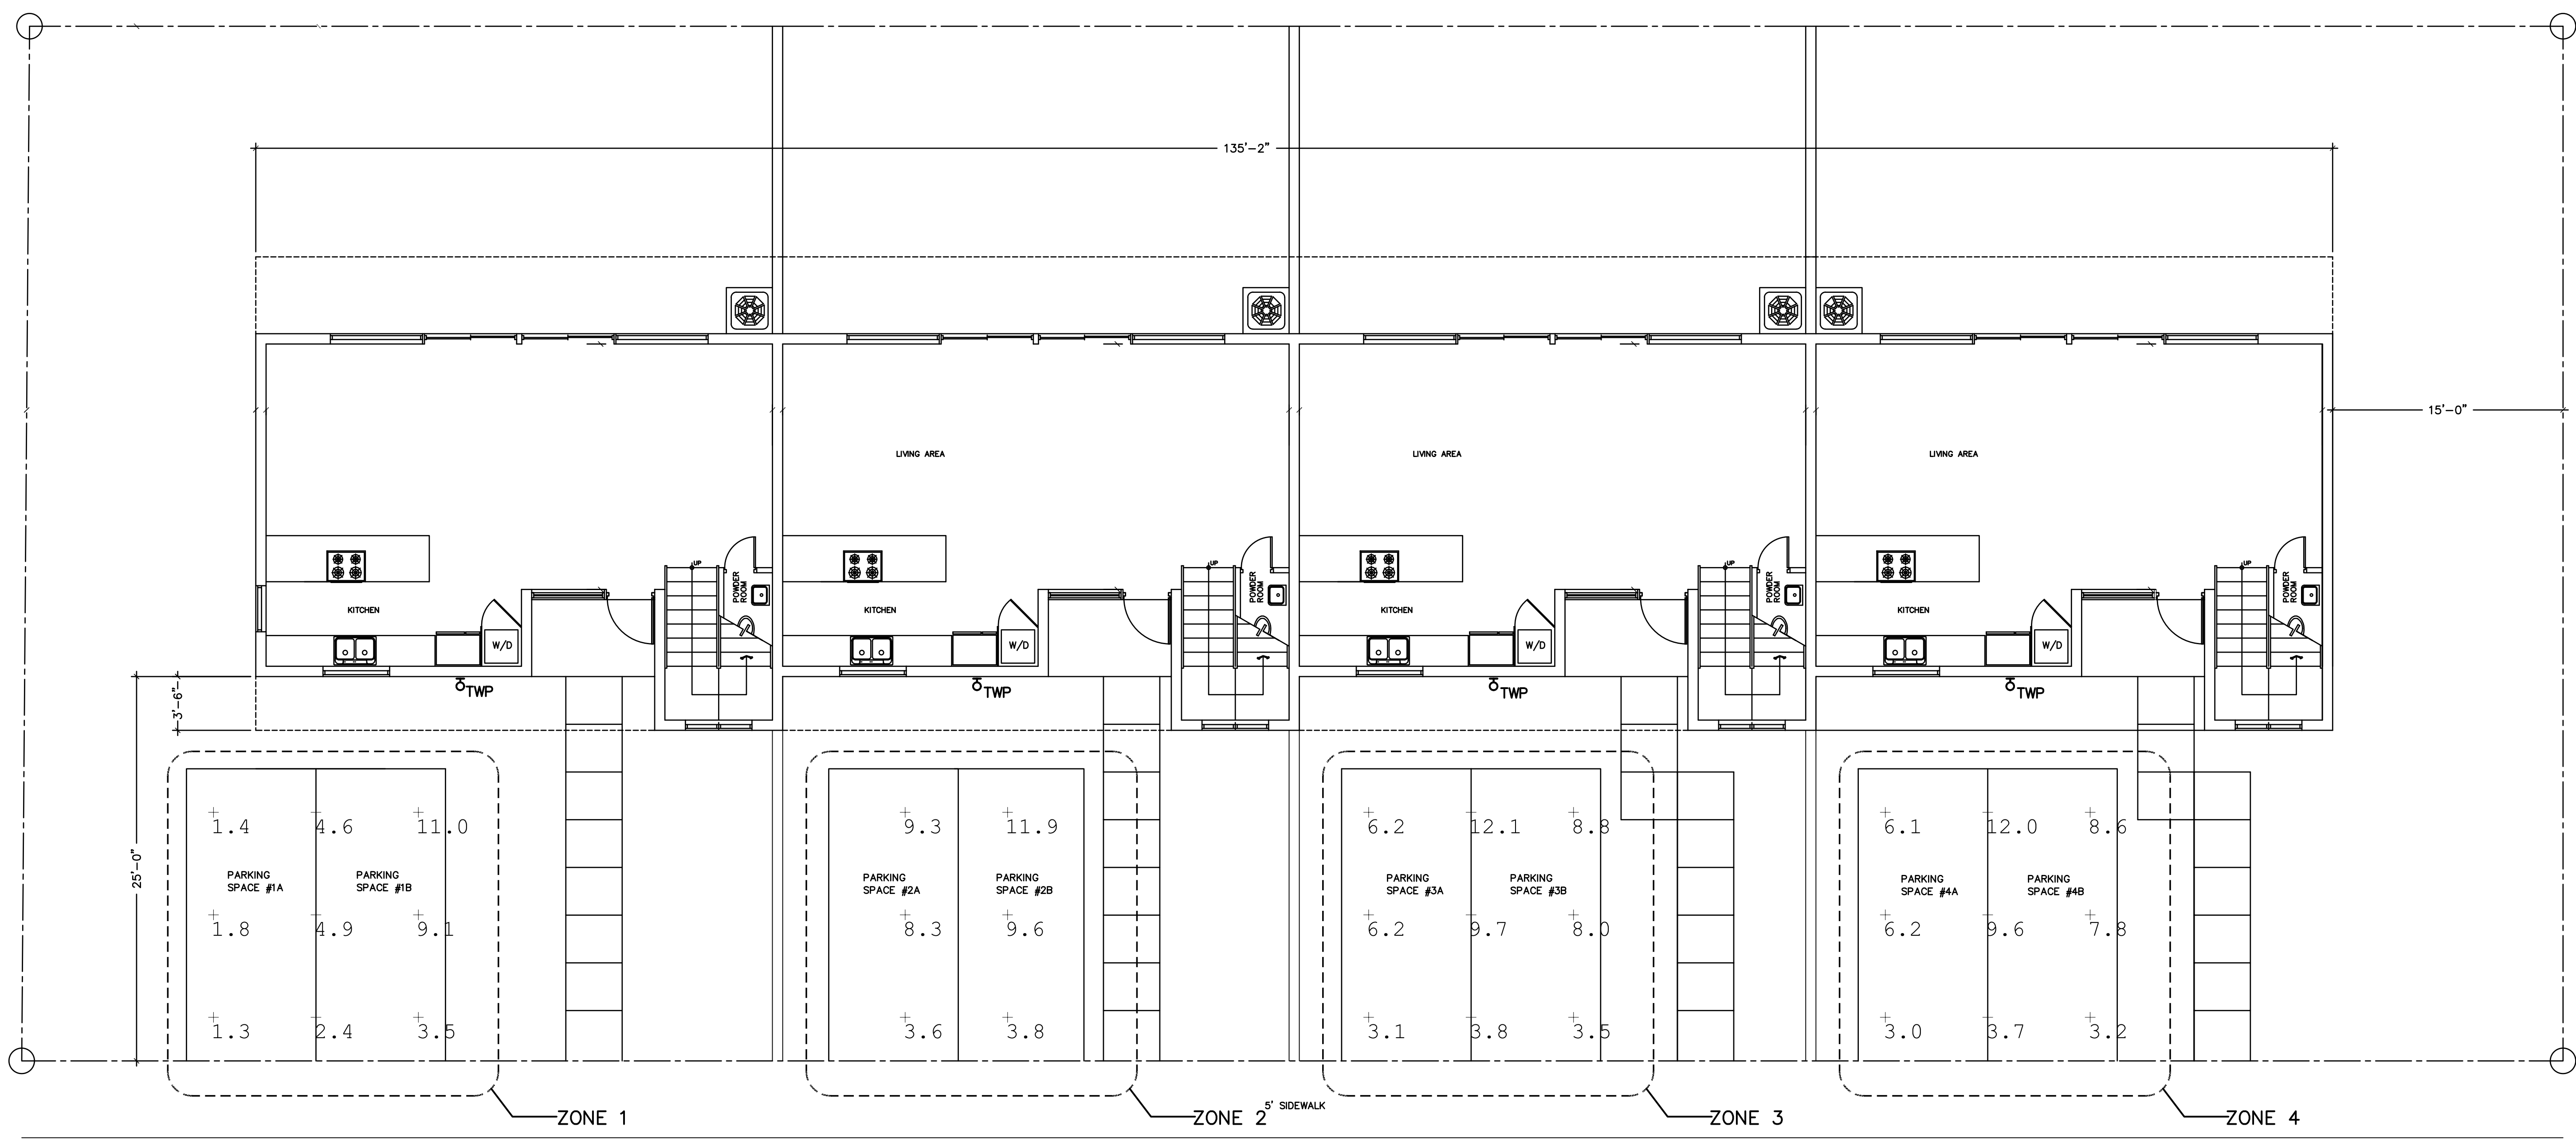 135'-2"
15'-0"
LIVING AREA
LIVING AREA
LIVING AREA
UP
UP
UP
UP
POWDER
ROOM
POWDER
ROOM
POWDER
ROOM
POWDER
ROOM
KITCHEN
KITCHEN
KITCHEN
KITCHEN
W/D
W/D
W/D
W/D
TWP
TWP
TWP
TWP
3'-6"
25'-0"
1.4 4.6 11.0 9.3 11.9 6.2 12.1 8.8 6.1 12.0 8.6
PARKING
SPACE #1A
PARKING
SPACE #1B
PARKING
SPACE #2A
PARKING
SPACE #2B
PARKING
SPACE #3A
PARKING
SPACE #3B
PARKING
SPACE #4A
PARKING
SPACE #4B
1.8 4.9 9.1 8.3 9.6 6.2 9.7 8.0 6.2 9.6 7.8
1.3 2.4 3.5 3.6 3.8 3.1 3.8 3.5 3.0 3.7 3.2
ZONE 1
ZONE 2
5' SIDEWALK
ZONE 3
ZONE 4